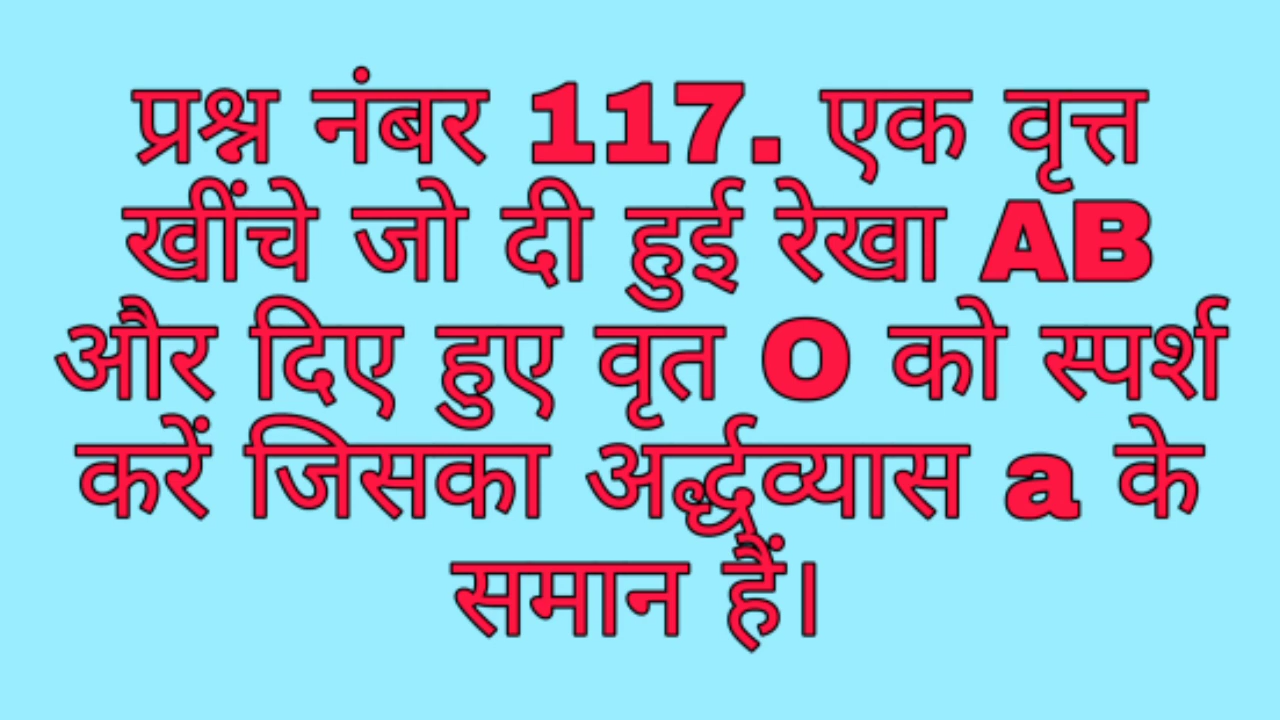 प्रश्न नंबर 117. एक वृत्त
खींचे जो दी हुई रेखा AB
और दिए हुए वृत O को स्पर्श
करें जिसका अर्द्धव्यास a के
समान हैं।